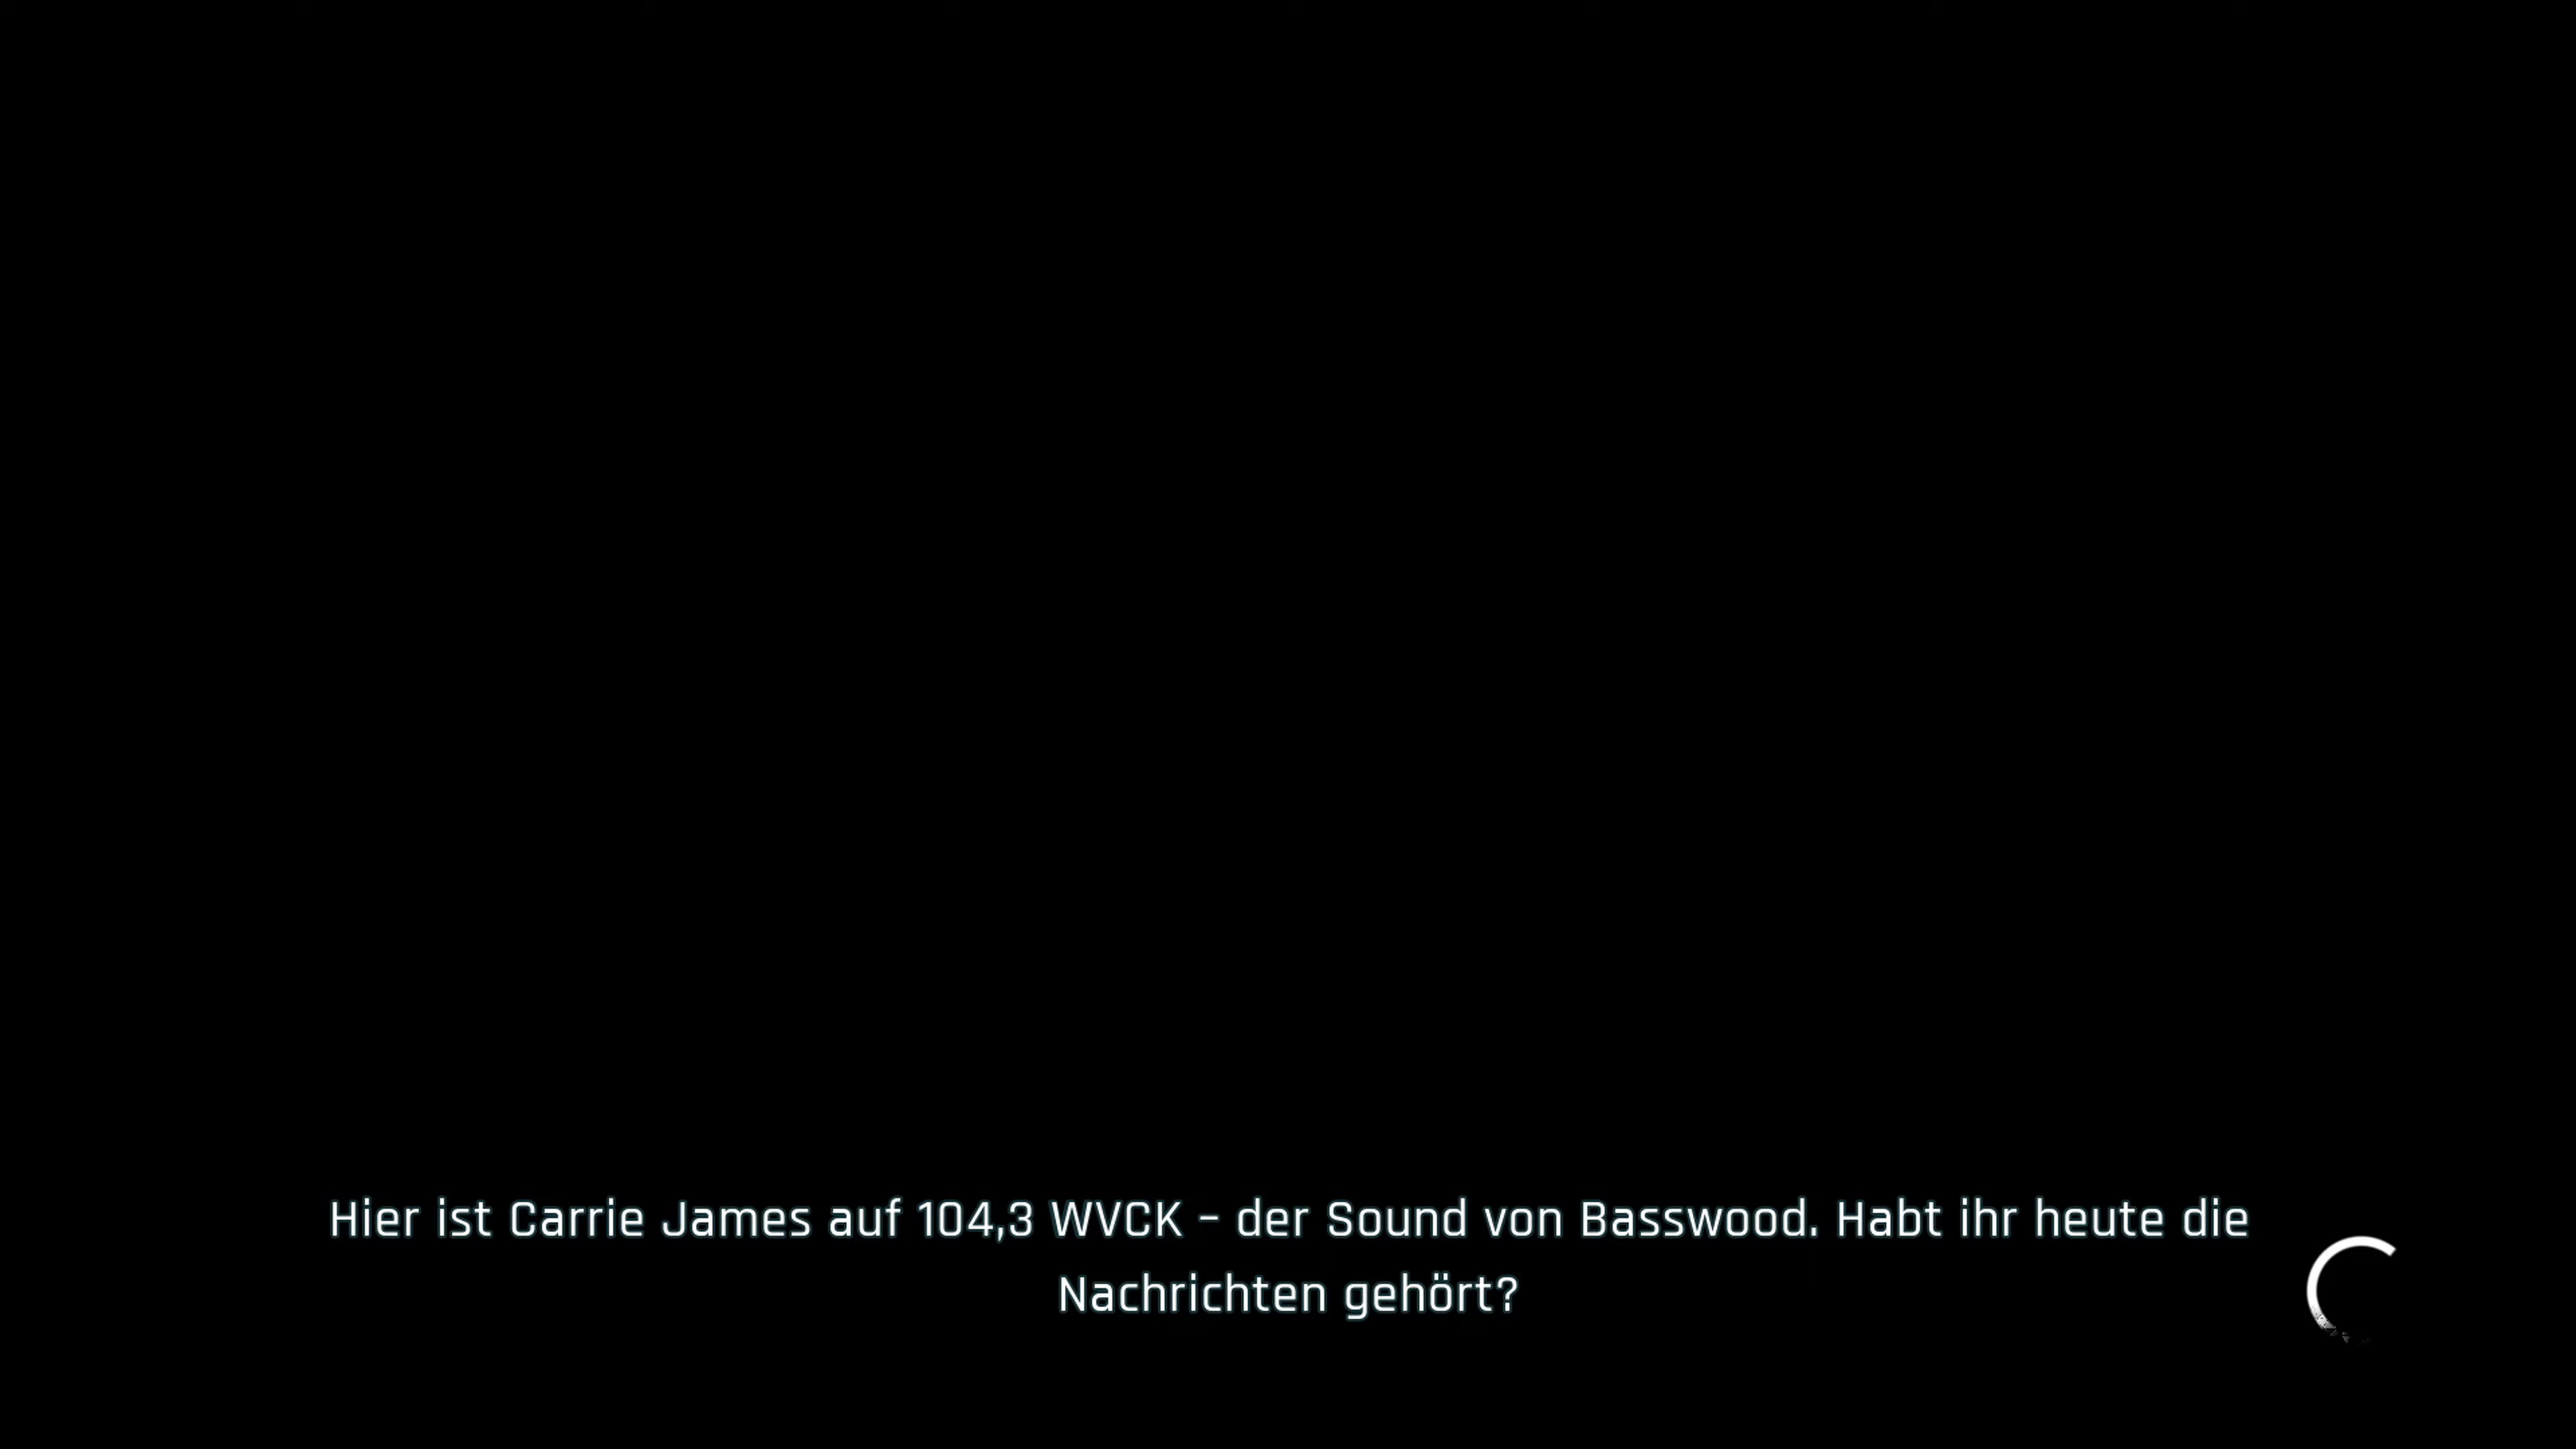 Hier ist Carrie James auf 104,3 WVCK – der Sound von Basswood. Habt ihr heute die
Nachrichten gehört?